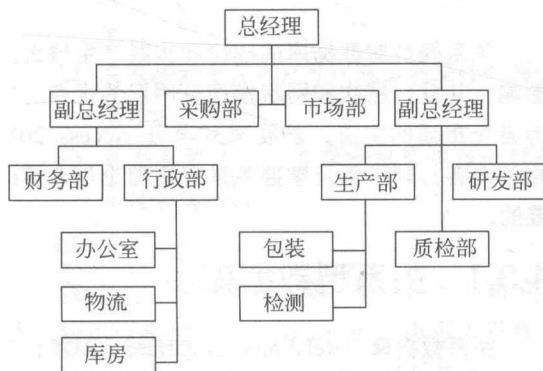 总经理
副总经理 采购部 市场部 副总经理
财务部 行政部 生产部 研发部
办公室 包装 质检部
物流 检测
库房